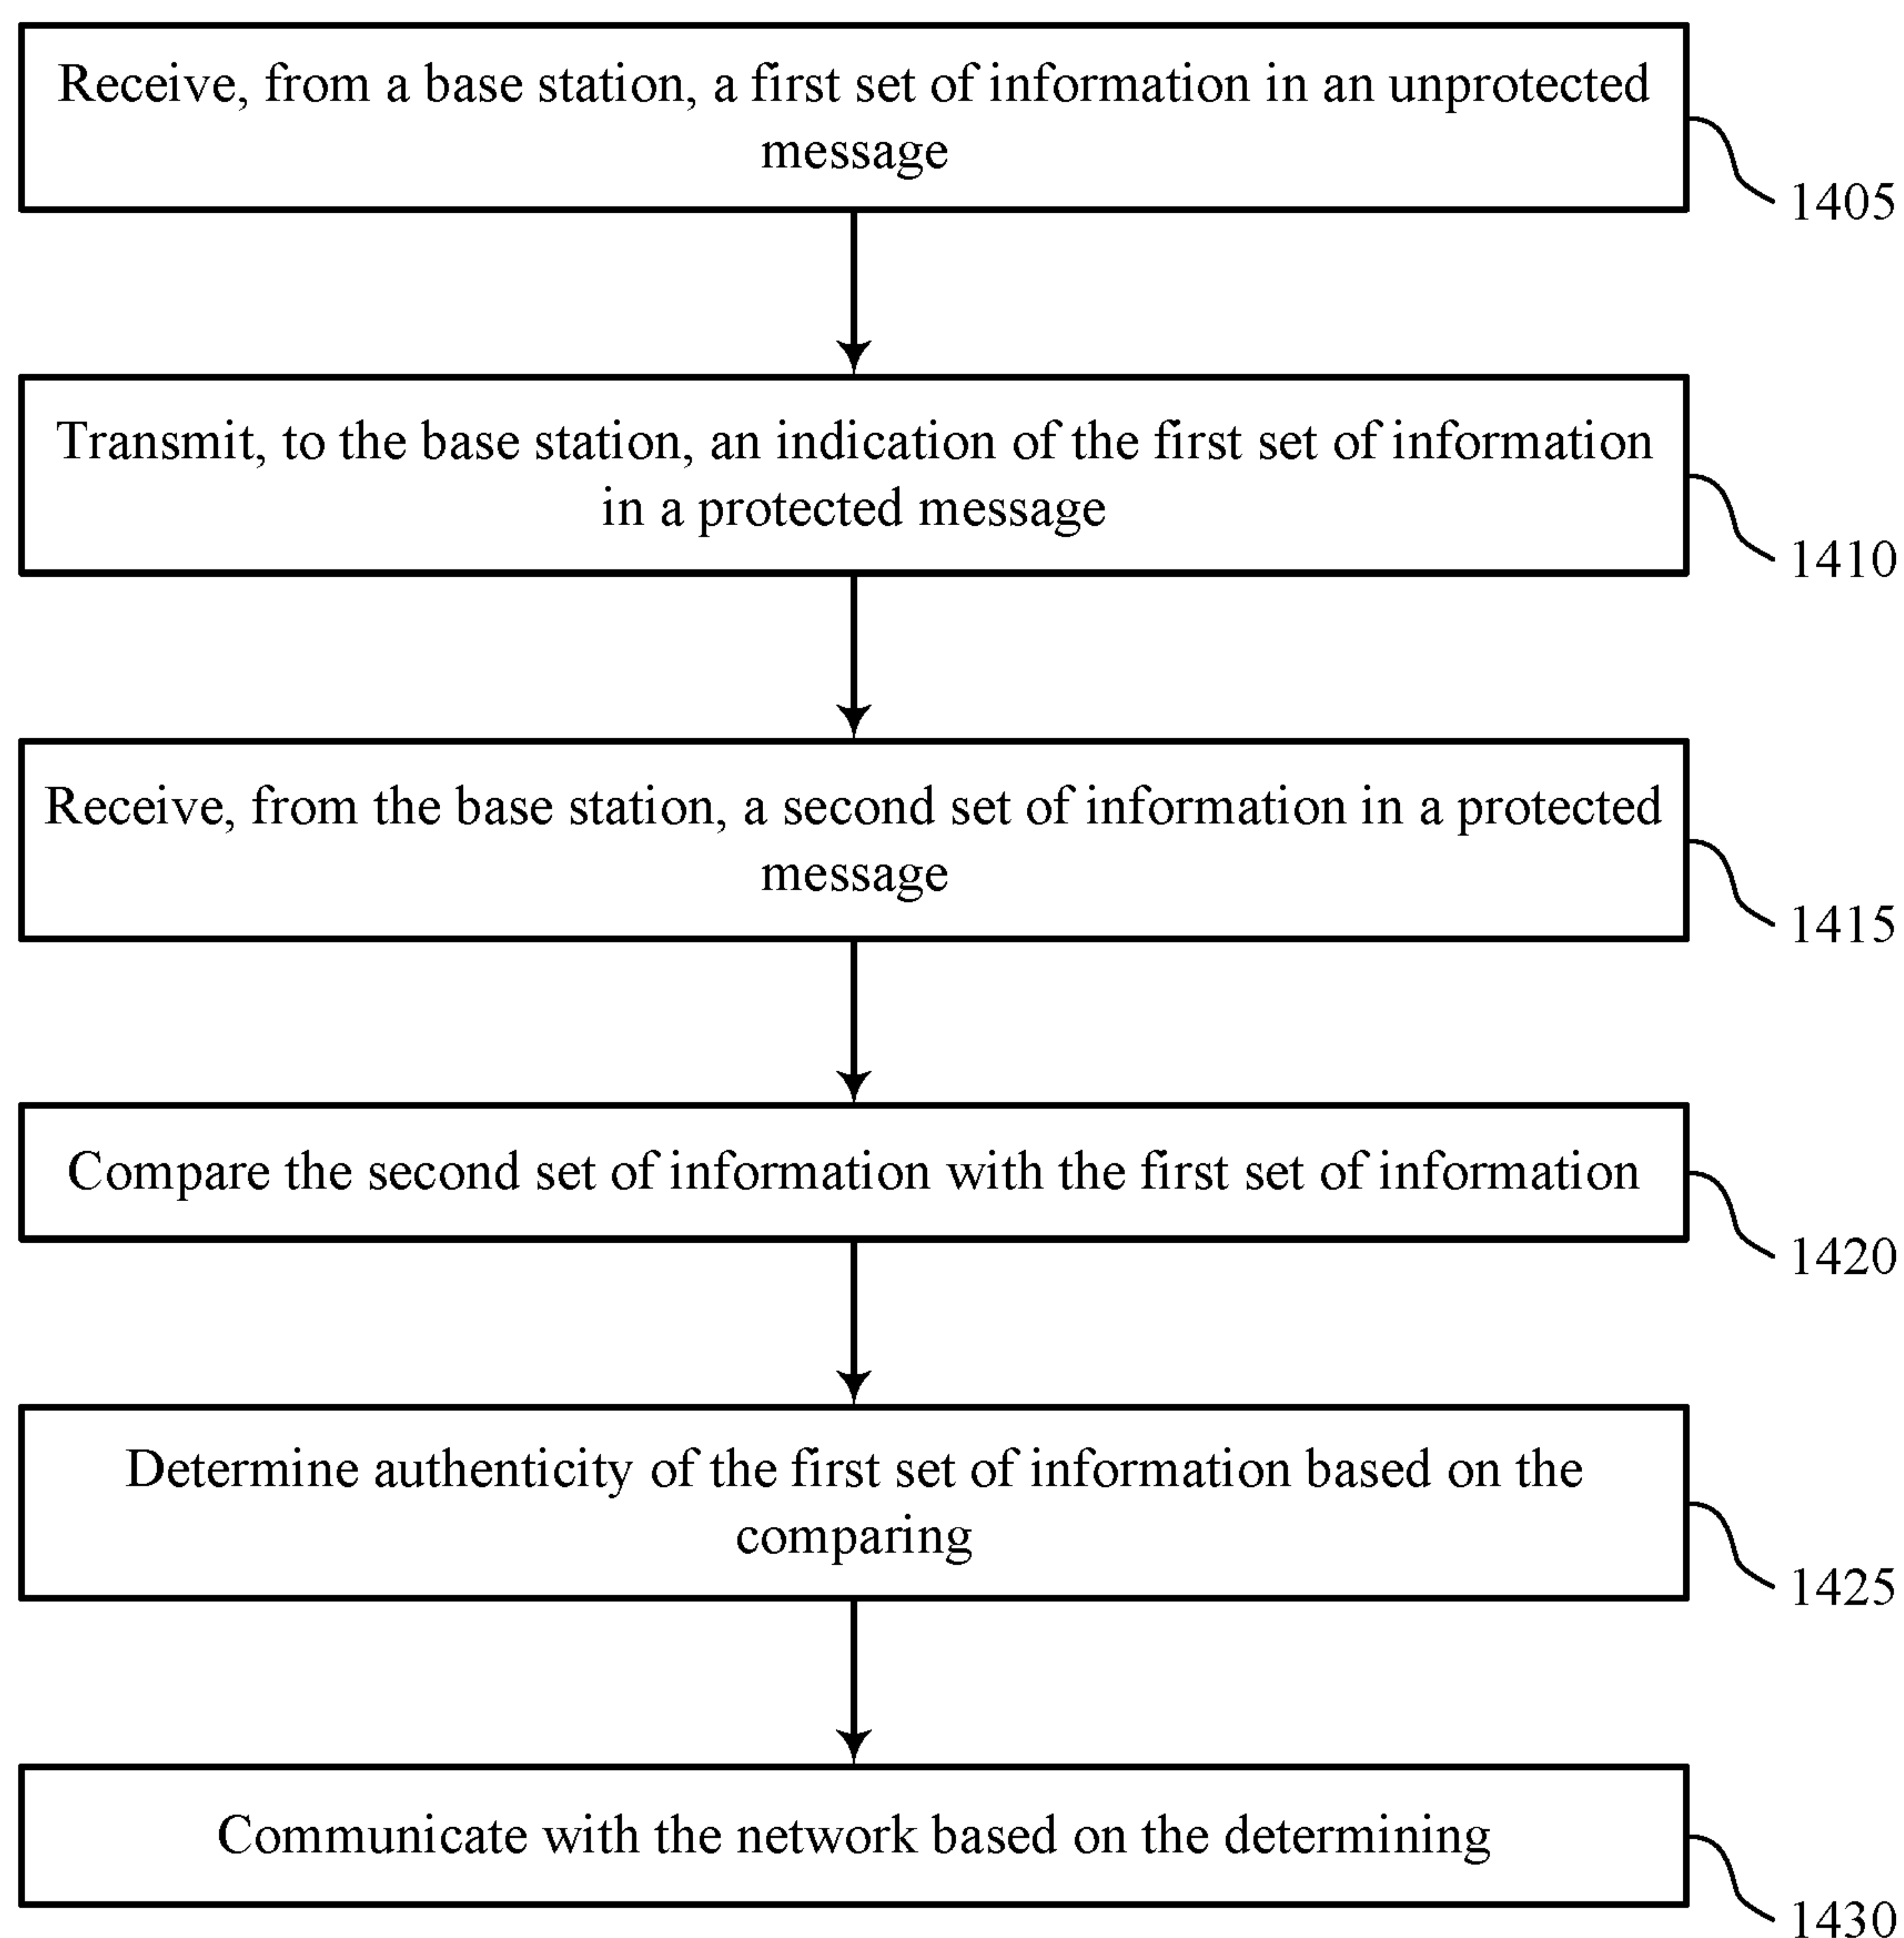 Receive, from a base station, a first set of information in an unprotected
message
1405
Transmit, to the base station, an indication of the first set of information
in a protected message
1410
Receive, from the base station, a second set of information in a protected
message
1415
Compare the second set of information with the first set of information
1420
Determine authenticity of the first set of information based on the
comparing
1425
Communicate with the network based on the determining
1430